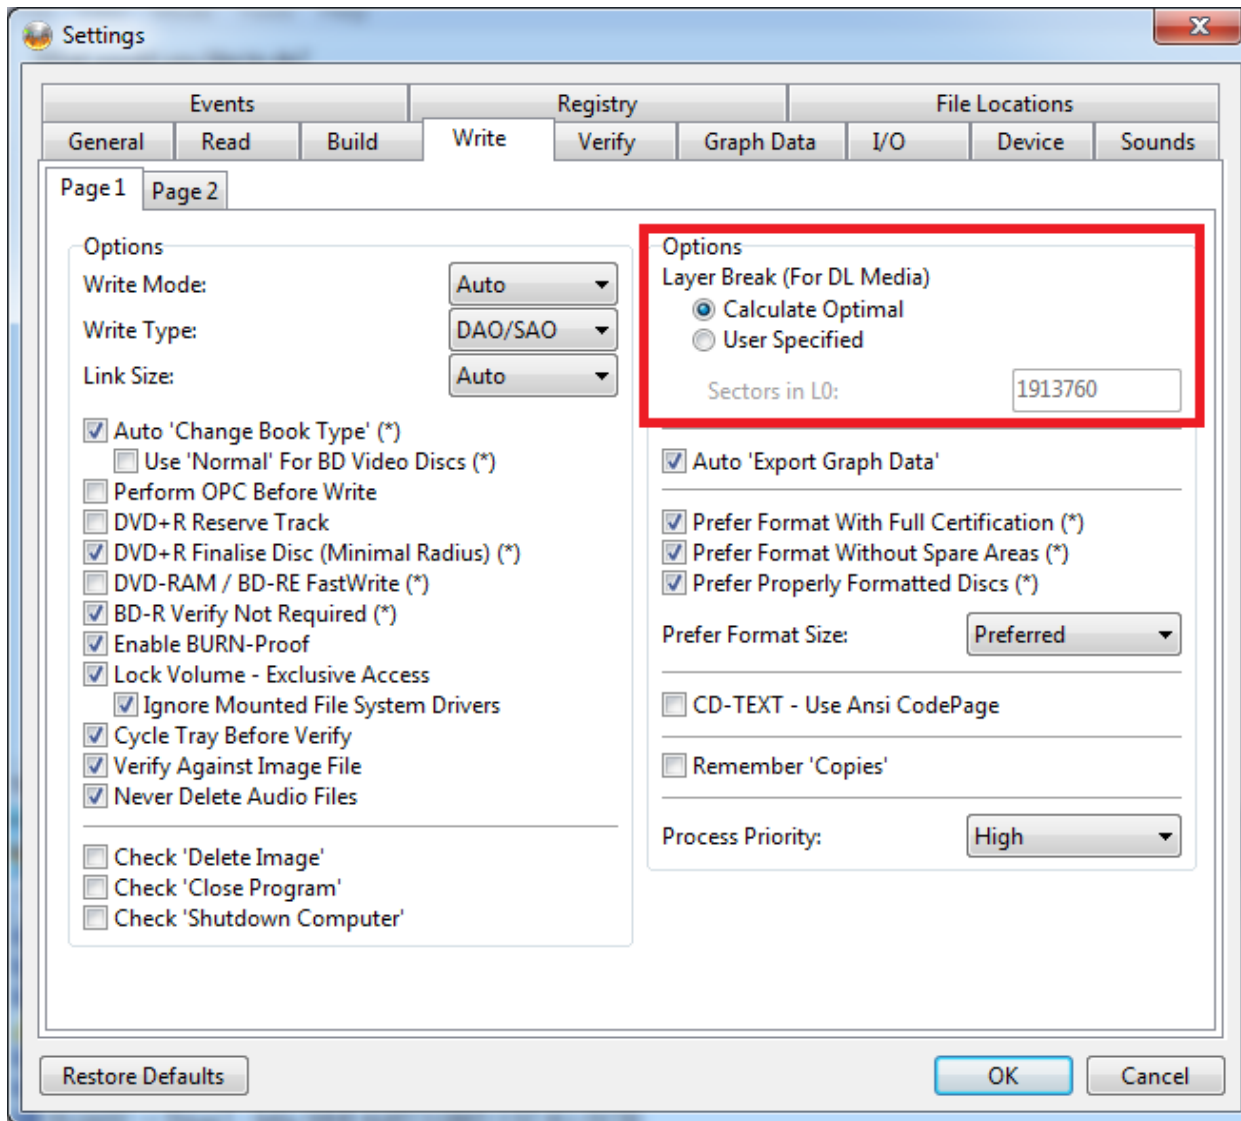 Settings
Events
Registry
File Locations
General
Read
Build
Write
Verify
Graph Data
I/O
Device
Sounds
Page 1
Page 2
Options
Write Mode:
Auto
Write Type:
DAO/SAO
Link Size:
Auto
Auto 'Change Book Type' (*)
Use 'Normal' For BD Video Discs (*)
Perform OPC Before Write
DVD+R Reserve Track
DVD+R Finalise Disc (Minimal Radius) (*)
DVD-RAM / BD-RE FastWrite (*)
BD-R Verify Not Required (*)
Enable BURN-Proof
Lock Volume - Exclusive Access
Ignore Mounted File System Drivers
Cycle Tray Before Verify
Verify Against Image File
Never Delete Audio Files
Check 'Delete Image'
Check 'Close Program'
Check 'Shutdown Computer'
Options
Layer Break (For DL Media)
Calculate Optimal
User Specified
Sectors in L0:
1913760
Auto 'Export Graph Data'
Prefer Format With Full Certification (*)
Prefer Format Without Spare Areas (*)
Prefer Properly Formatted Discs (*)
Prefer Format Size:
Preferred
CD-TEXT - Use Ansi CodePage
Remember 'Copies'
Process Priority:
High
Restore Defaults
OK
Cancel